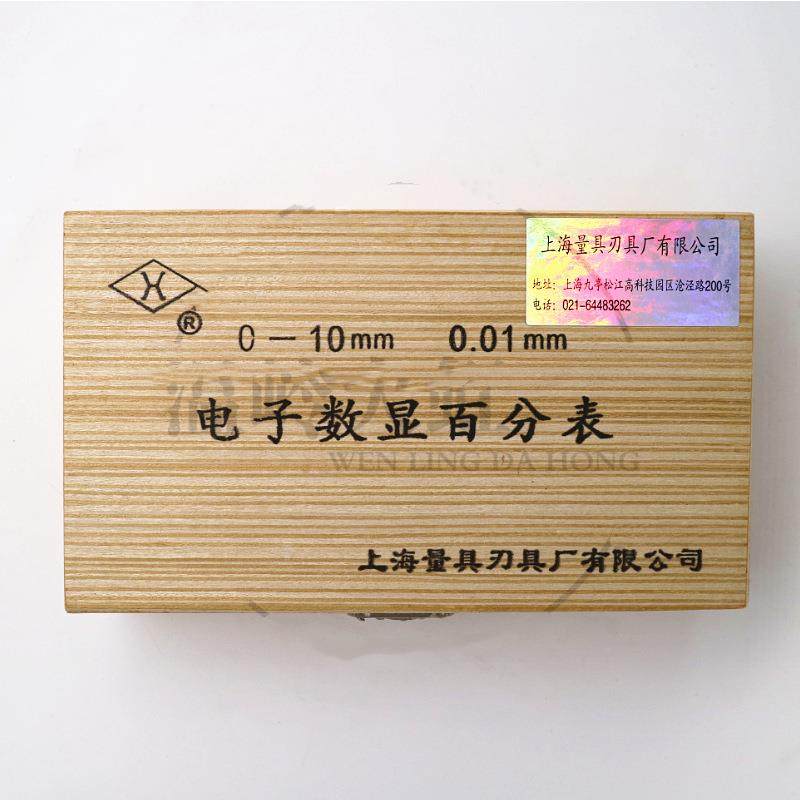 上海量具刃具厂有限公司
地址：上海九亭松江高科技园区沧泾路200号
电话：021-64483262
H
®
0-10mm 0.01mm
电子数显百分表
WEN LING DA HONG
上海量具刃具厂有限公司